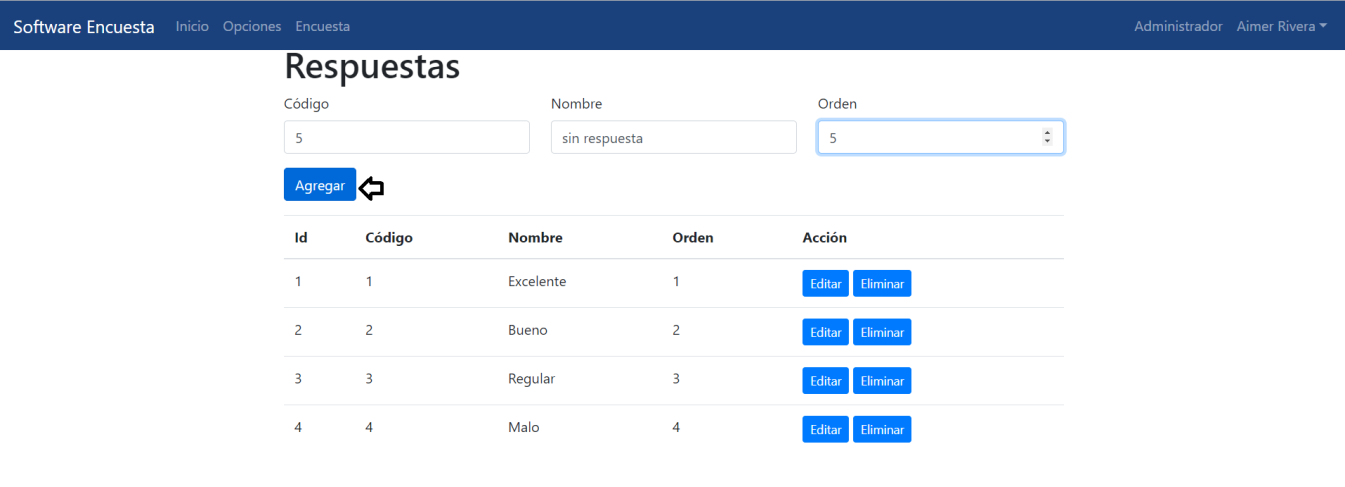 Software Encuesta Inicio Opciones Encuesta Administrador Aimer Rivera
Respuestas
Código Nombre Orden
5 sin respuesta 5
Agregar
Id Código Nombre Orden Acción
1 1 Excelente 1 Editar Eliminar
2 2 Bueno 2 Editar Eliminar
3 3 Regular 3 Editar Eliminar
4 4 Malo 4 Editar Eliminar